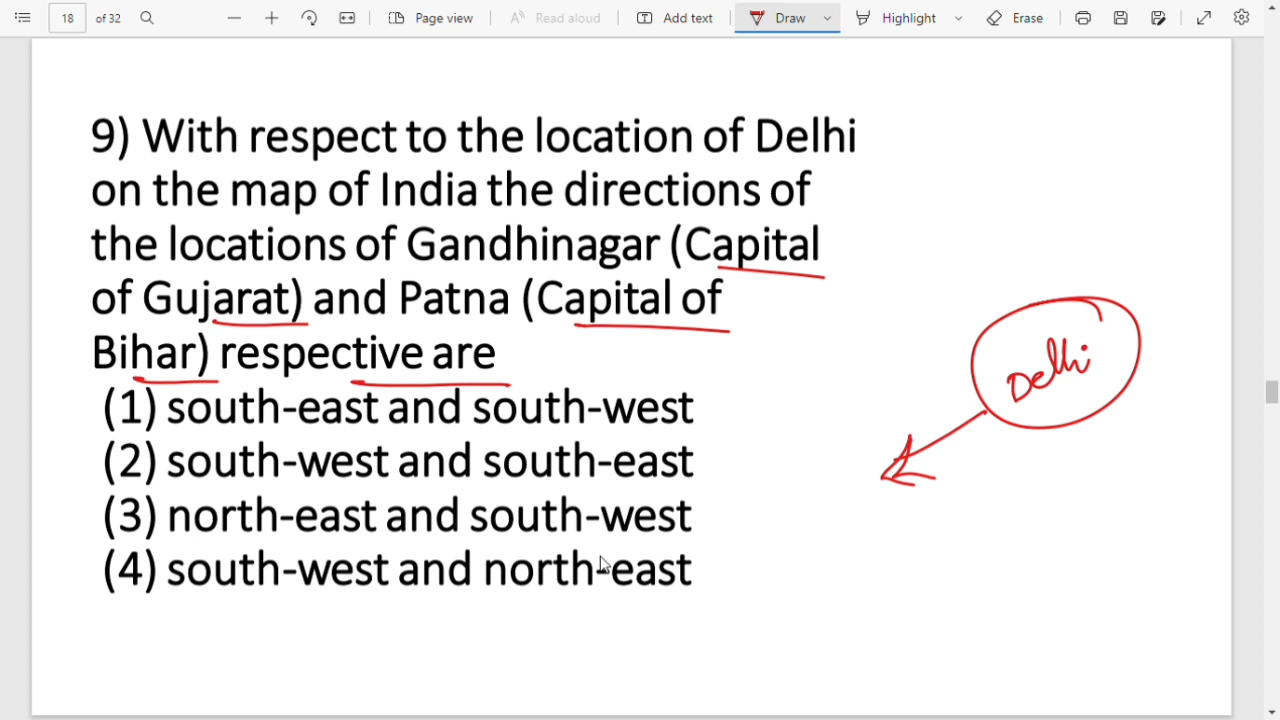 18 of 32 Page view Read aloud Add text Draw Highlight Erase
9) With respect to the location of Delhi
on the map of India the directions of
the locations of Gandhinagar (Capital
of Gujarat) and Patna (Capital of
Bihar) respective are
Delhi
(1) south-east and south-west
(2) south-west and south-east
(3) north-east and south-west
(4) south-west and north-east